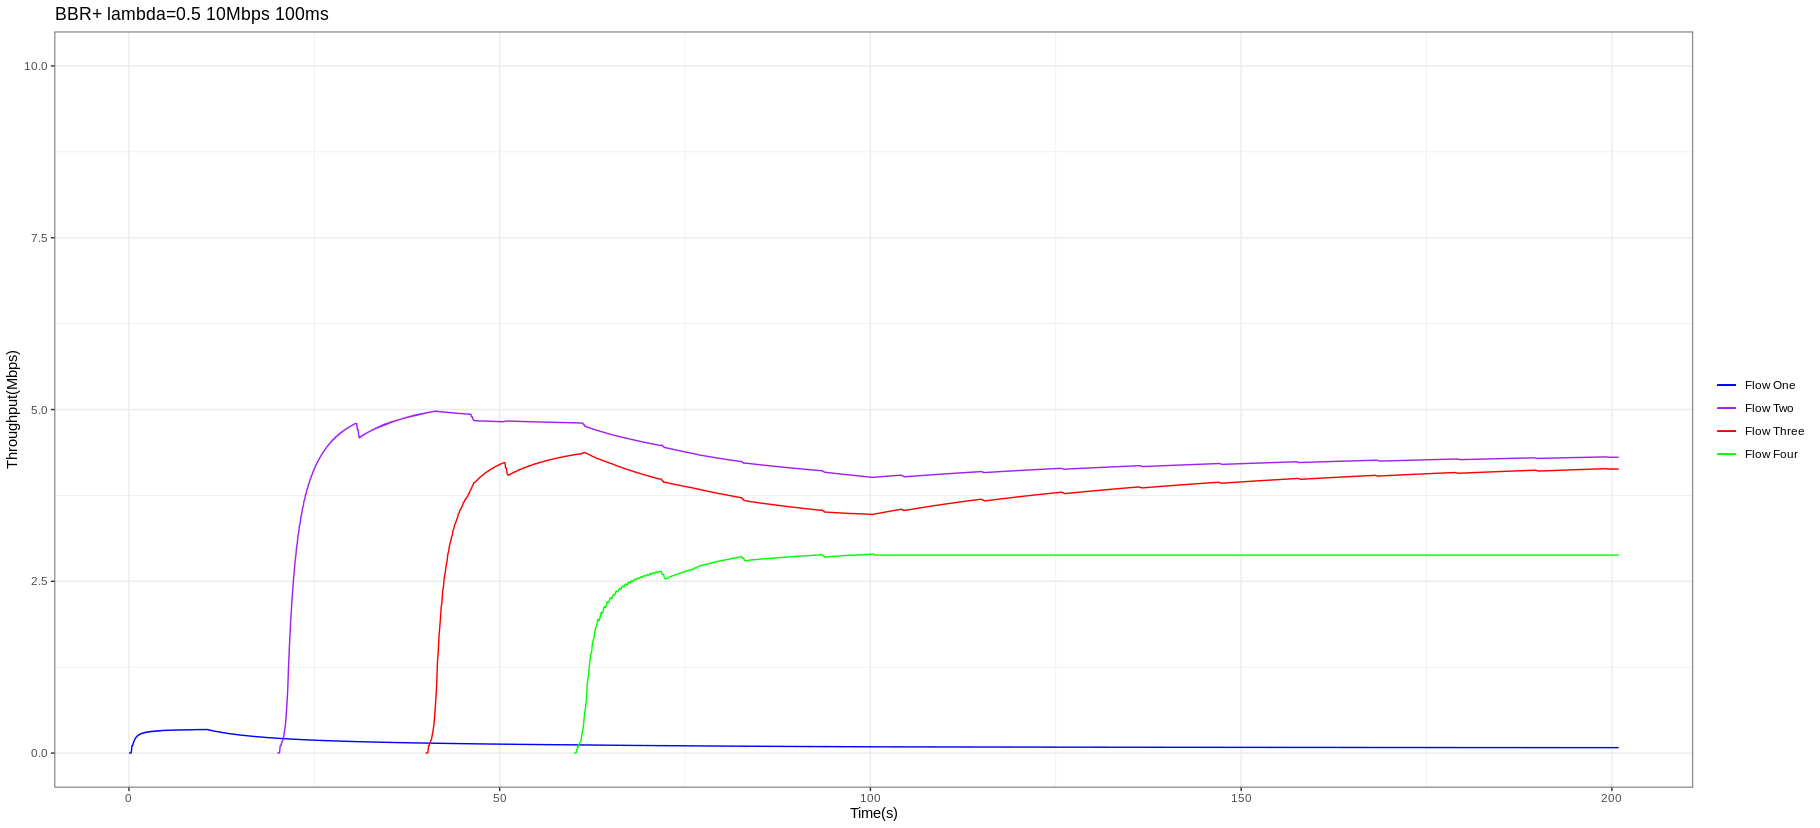 BBR+ lambda=0.5 10Mbps 100ms
10.0
7.5
5.0
2.5
0.0
Throughput(Mbps)
0
50
100
150
200
Time(s)
Flow One
Flow Two
Flow Three
Flow Four